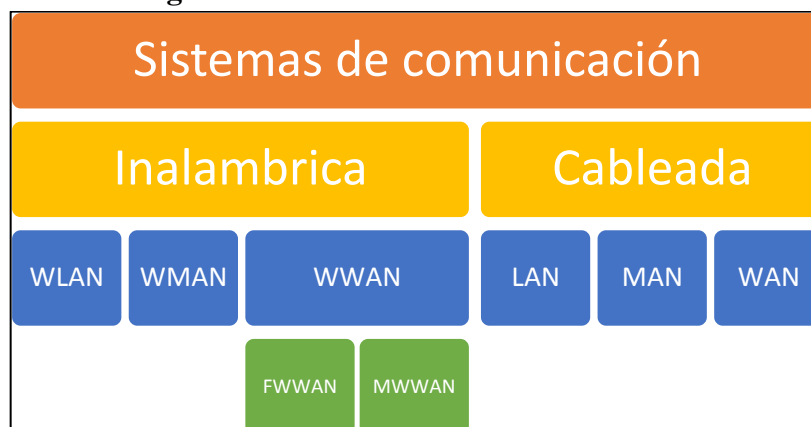 Sistemas de comunicación
Inalambrica Cableada
WLAN WMAN WWAN LAN MAN WAN
FWWAN MWWAN